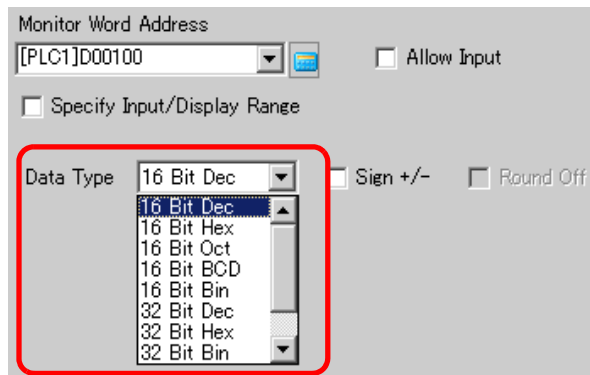 Monitor Word Address
[PLC1]D00100
Allow Input
Specify Input/Display Range
Data Type 16 Bit Dec Sign +/- Round Off
16 Bit Dec
16 Bit Hex
16 Bit Oct
16 Bit BCD
16 Bit Bin
32 Bit Dec
32 Bit Hex
32 Bit Bin